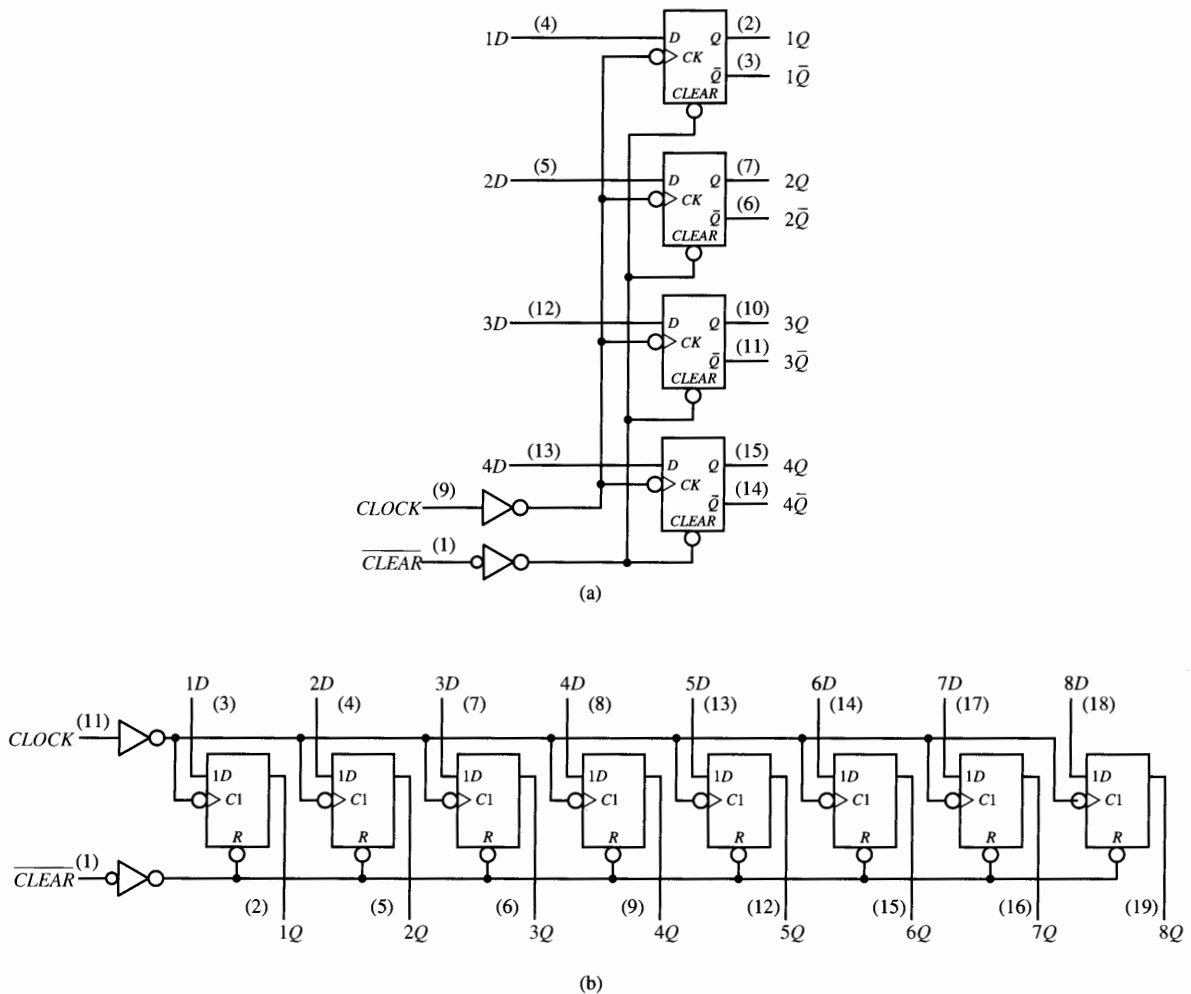 1D (4) D Q (2) 1Q
CK Q̅ (3) 1Q̅
CLEAR
2D (5) D Q (7) 2Q
CK Q̅ (6) 2Q̅
CLEAR
3D (12) D Q (10) 3Q
CK Q̅ (11) 3Q̅
CLEAR
4D (13) D Q (15) 4Q
CK Q̅ (14) 4Q̅
CLOCK (9) CLEAR
C̅L̅E̅A̅R̅ (1)
(a)
1D 2D 3D 4D 5D 6D 7D 8D
(3) (4) (7) (8) (13) (14) (17) (18)
CLOCK (11)
1D 1D 1D 1D 1D 1D 1D 1D
C1 C1 C1 C1 C1 C1 C1 C1
R R R R R R R R
C̅L̅E̅A̅R̅ (1)
(2) (5) (6) (9) (12) (15) (16) (19)
1Q 2Q 3Q 4Q 5Q 6Q 7Q 8Q
(b)